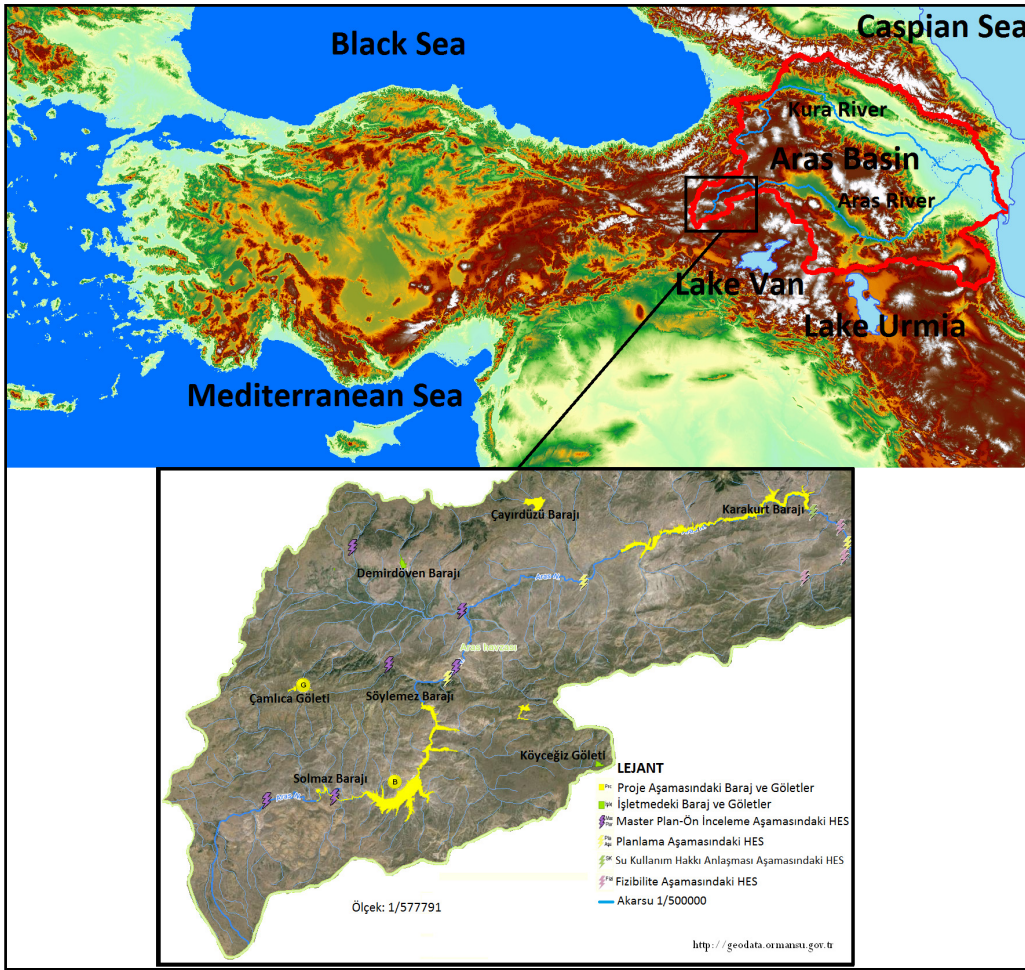 Black Sea
Caspian Sea
Kura River
Aras Basin
Aras River
Lake Van
Lake Urmia
Mediterranean Sea
Çayırdüzü Barajı
Karakurt Barajı
Demirdöven Barajı
Aras N.
Aras havzası
Çamlıca Göleti
G
Söylemez Barajı
Köyceğiz Göleti
Solmaz Barajı
B
Aras N.
LEJANT
Proje Aşamasındaki Baraj ve Göletler
İşletmedeki Baraj ve Göletler
Master Plan-Ön İnceleme Aşamasındaki HES
Planlama Aşamasındaki HES
Su Kullanım Hakkı Anlaşması Aşamasındaki HES
Fizibilite Aşamasındaki HES
Akarsu 1/500000
Ölçek: 1/577791
http://geodata.ormansu.gov.tr